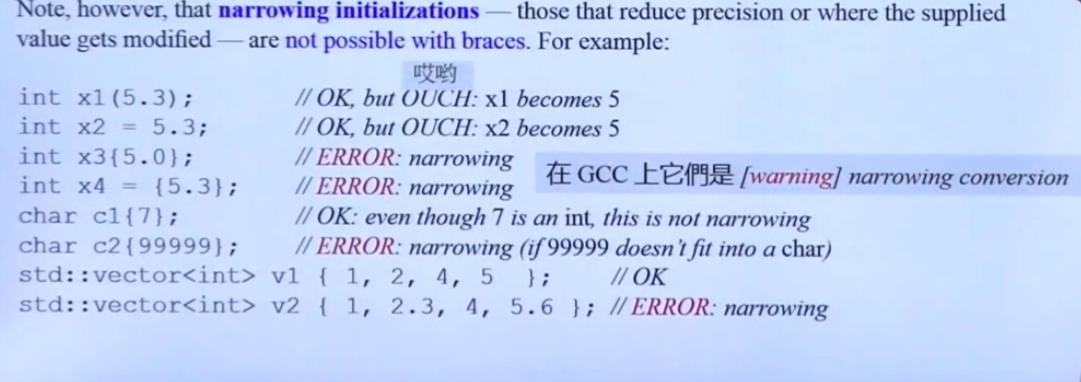 Note, however, that narrowing initializations — those that reduce precision or where the supplied
value gets modified — are not possible with braces. For example:
哎哟
int x1(5.3); // OK, but OUCH: x1 becomes 5
int x2 = 5.3; // OK, but OUCH: x2 becomes 5
int x3{5.0}; // ERROR: narrowing
int x4 = {5.3}; // ERROR: narrowing
在 GCC 上它們是 [warning] narrowing conversion
char c1{7}; // OK: even though 7 is an int, this is not narrowing
char c2{99999}; // ERROR: narrowing (if 99999 doesn't fit into a char)
std::vector<int> v1 { 1, 2, 4, 5 }; // OK
std::vector<int> v2 { 1, 2.3, 4, 5.6 }; // ERROR: narrowing